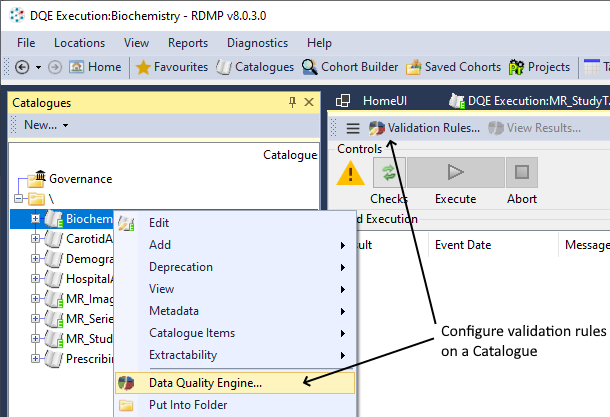 DQE Execution:Biochemistry - RDMP v8.0.3.0
File Locations View Reports Diagnostics Help
Home Favourites Catalogues Cohort Builder Saved Cohorts Projects
Catalogues
New...
Catalogue
Governance
\
Biochem
CarotidA
Demogra
HospitalA
MR_Imag
MR_Serie
MR_Stud
Prescribin
Edit
Add
Deprecation
View
Metadata
Catalogue Items
Extractability
Data Quality Engine...
Put Into Folder
HomeUI DQE Execution:MR_StudyT
Validation Rules... View Results...
Controls
Checks Execute Abort
d Execution
sult Event Date Message
Configure validation rules
on a Catalogue